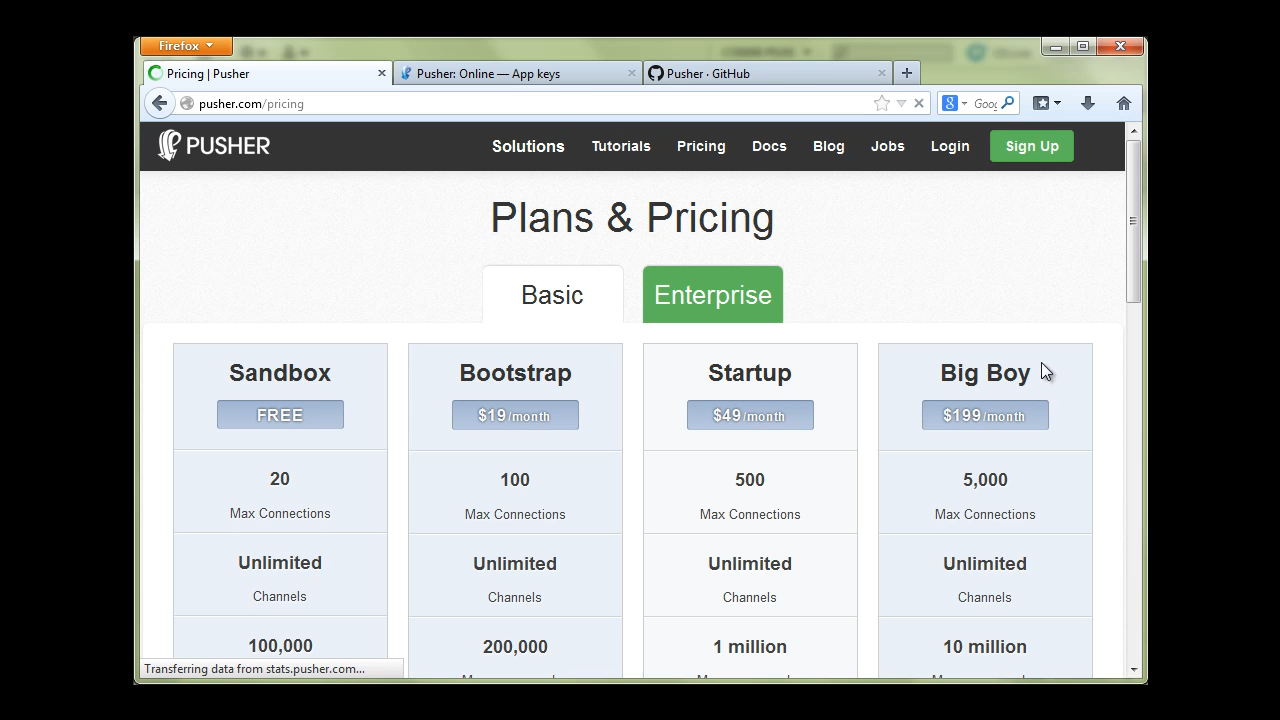 Firefox
Pricing | Pusher
Pusher: Online — App keys
Pusher · GitHub
pusher.com/pricing
PUSHER
Solutions Tutorials Pricing Docs Blog Jobs Login Sign Up
Plans & Pricing
Basic Enterprise
Sandbox Bootstrap Startup Big Boy
FREE $19/month $49/month $199/month
20 100 500 5,000
Max Connections Max Connections Max Connections Max Connections
Unlimited Unlimited Unlimited Unlimited
Channels Channels Channels Channels
100,000 200,000 1 million 10 million
Transferring data from stats.pusher.com...